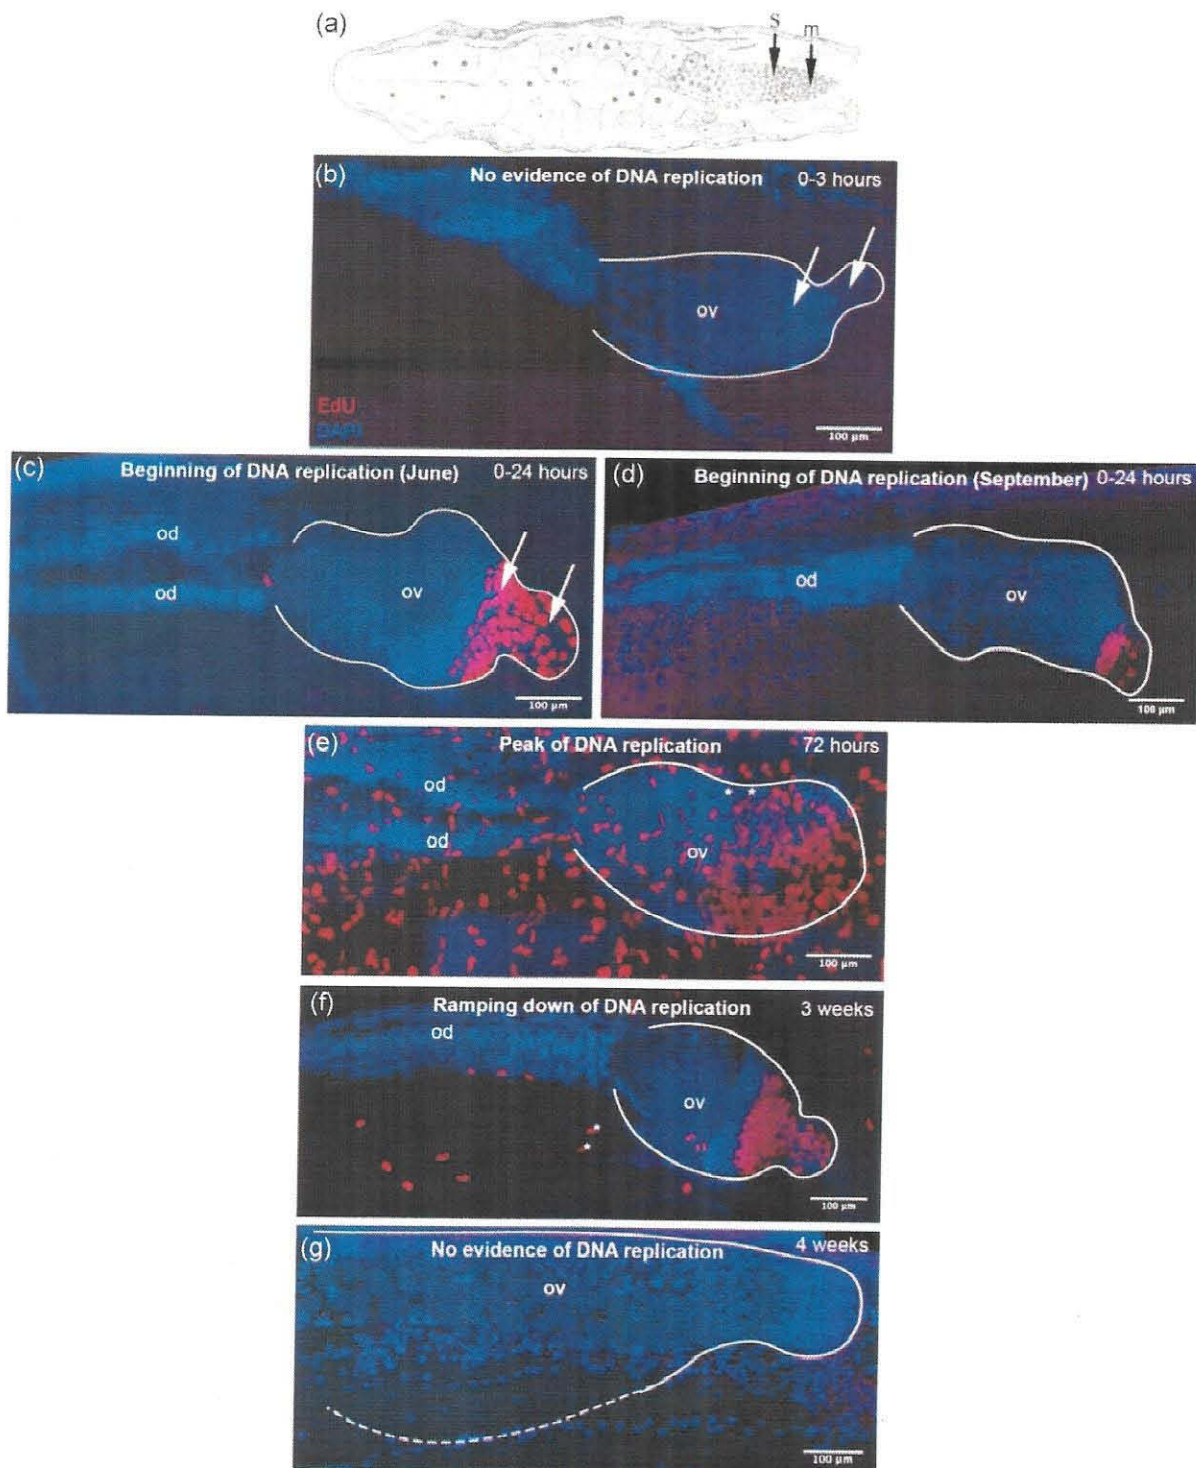 (a)
S
m
(b) No evidence of DNA replication 0-3 hours
ov
EdU
DAPI
100 µm
(c) Beginning of DNA replication (June) 0-24 hours
od
od
ov
100 µm
(d) Beginning of DNA replication (September) 0-24 hours
od
ov
100 µm
(e) Peak of DNA replication 72 hours
od
* *
od
ov
100 µm
(f) Ramping down of DNA replication 3 weeks
od
ov
*
*
100 µm
(g) No evidence of DNA replication 4 weeks
ov
100 µm